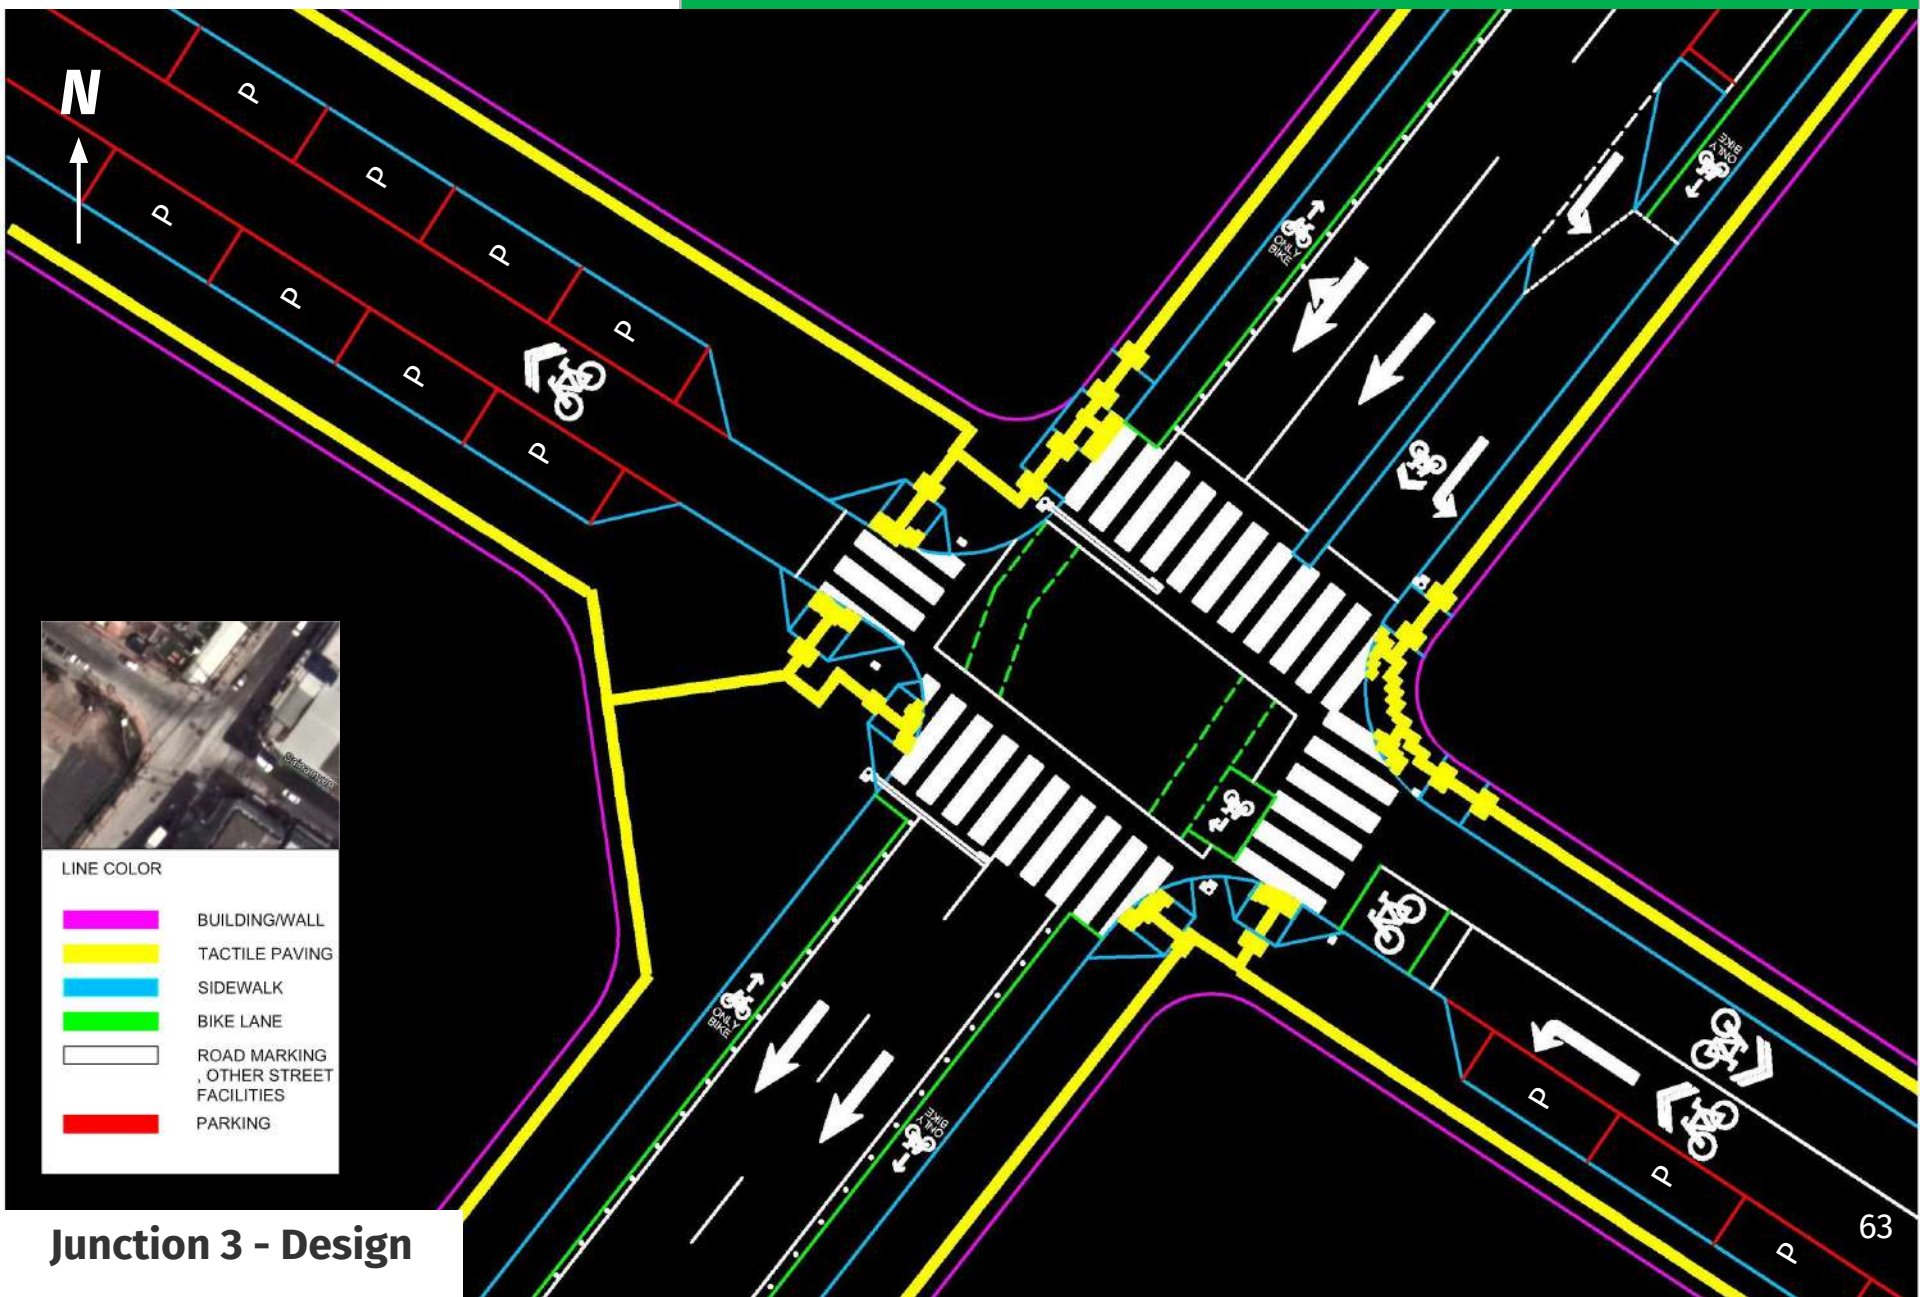 N
P
P
P
P
P
P
P
P
ONLY
BIKE
ONLY
BIKE
LINE COLOR
BUILDING/WALL
TACTILE PAVING
SIDEWALK
BIKE LANE
ROAD MARKING
, OTHER STREET
FACILITIES
PARKING
ONLY
BIKE
ONLY
BIKE
P
P
P
Junction 3 - Design
63